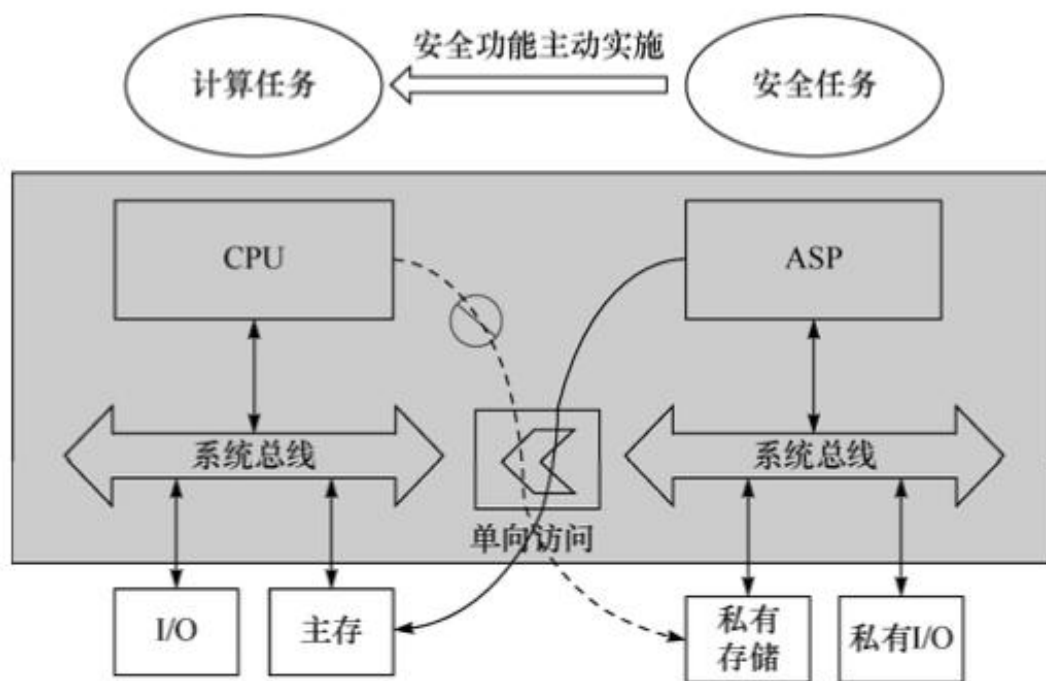 安全功能主动实施
计算任务
安全任务
CPU
ASP
系统总线
系统总线
单向访问
I/O
主存
私有
存储
私有I/O